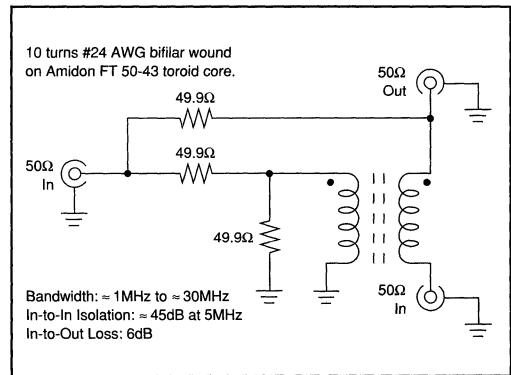 10 turns #24 AWG bifilar wound
on Amidon FT 50-43 toroid core.
50Ω
Out
49.9Ω
49.9Ω
50Ω
In
49.9Ω
50Ω
In
Bandwidth: ≈ 1MHz to ≈ 30MHz
In-to-In Isolation: ≈ 45dB at 5MHz
In-to-Out Loss: 6dB